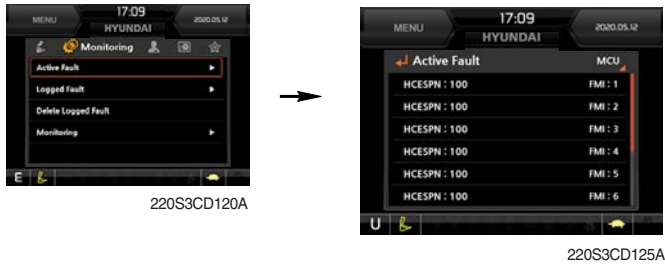 MENU
17:09
2020.05.12
HYUNDAI
Monitoring
Active Fault
Logged Fault
Delete Logged Fault
Monitoring
E
220S3CD120A
MENU
17:09
2020.05.12
HYUNDAI
Active Fault MCU
HCESPN : 100 FMI : 1
HCESPN : 100 FMI : 2
HCESPN : 100 FMI : 3
HCESPN : 100 FMI : 4
HCESPN : 100 FMI : 5
HCESPN : 100 FMI : 6
U
220S3CD125A